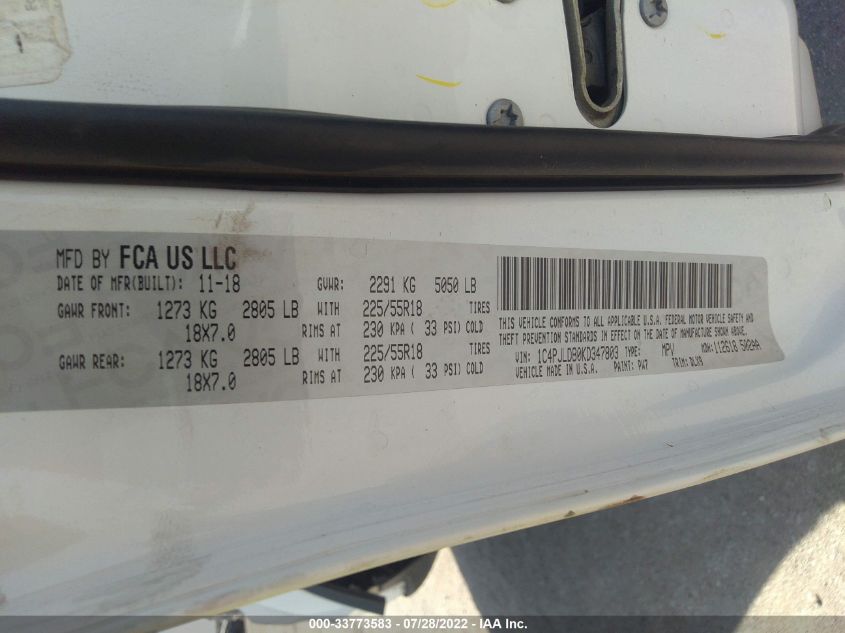 MFD BY FCA US LLC
DATE OF MFR(BUILT): 11-18 GVWR: 2291 KG 5050 LB
GAWR FRONT: 1273 KG 2805 LB WITH 225/55R18 TIRES
18X7.0 RIMS AT 230 KPA ( 33 PSI) COLD
GAWR REAR: 1273 KG 2805 LB WITH 225/55R18 TIRES
18X7.0 RIMS AT 230 KPA ( 33 PSI) COLD
THIS VEHICLE CONFORMS TO ALL APPLICABLE U.S.A. FEDERAL MOTOR VEHICLE SAFETY AND
THEFT PREVENTION STANDARDS IN EFFECT ON THE DATE OF MANUFACTURE SHOWN ABOVE.
VIN: 1C4PJLDB0KD347803 TYPE: MPV MDH: 112618 502AA
VEHICLE MADE IN U.S.A. PAINT: PW7 TRIM:
000-33773583 / 07/28/2022 / IAA Inc.